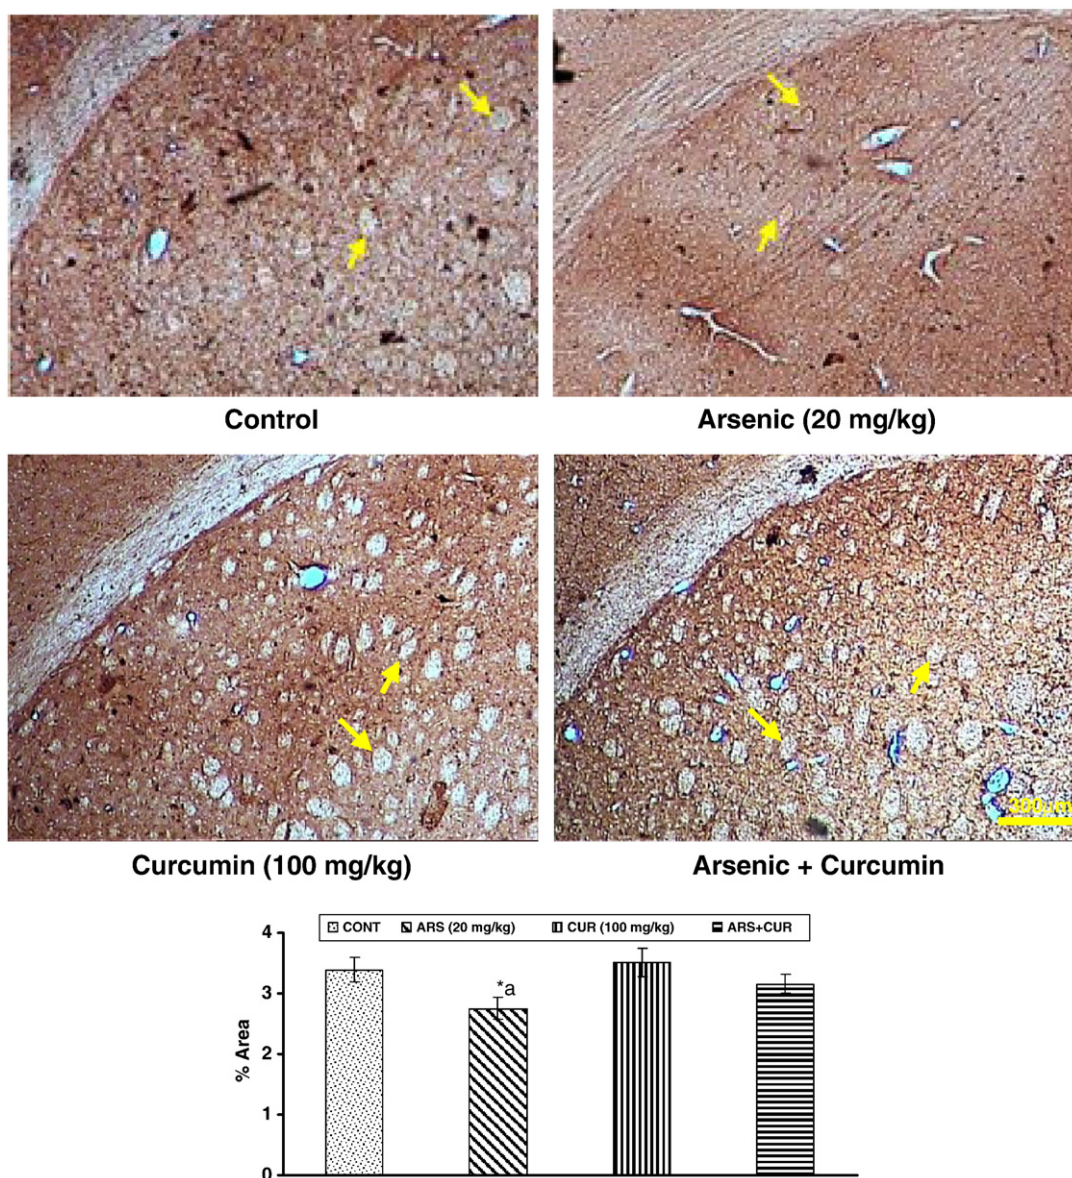 Control
Arsenic (20 mg/kg)
Curcumin (100 mg/kg)
300µm
Arsenic + Curcumin
CONT ARS (20 mg/kg) CUR (100 mg/kg) ARS+CUR
4
3
2
1
0
% Area
*a